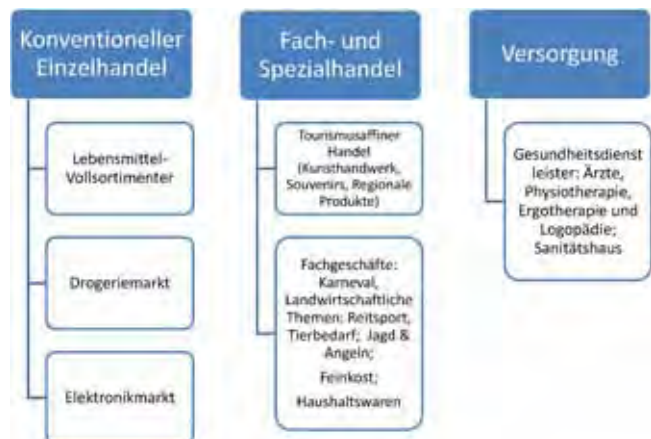 Konventioneller
Einzelhandel
Lebensmittel-
Vollsortimenter
Drogeriemarkt
Elektronikmarkt
Fach- und
Spezialhandel
Tourismusaffiner
Handel
(Kunsthandwerk,
Souvenirs, Regionale
Produkte)
Fachgeschäfte:
Karneval,
Landwirtschaftliche
Themen: Reitsport,
Tierbedarf; Jagd &
Angeln;
Feinkost;
Haushaltswaren
Versorgung
Gesundheitsdienst
leister: Ärzte,
Physiotherapie,
Ergotherapie und
Logopädie;
Sanitätshaus